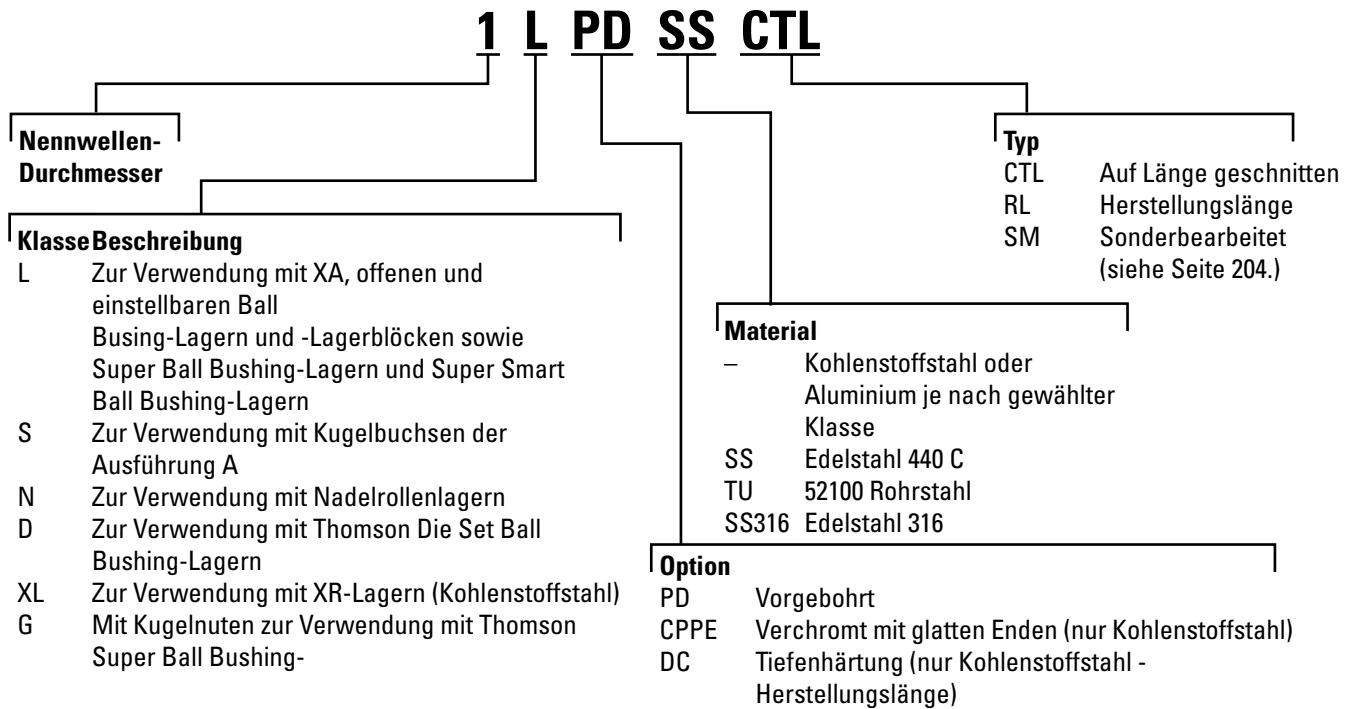 1 L PD SS CTL
Nennwellen-
Durchmesser
Klasse Beschreibung
L Zur Verwendung mit XA, offenen und
einstellbaren Ball
Busing-Lagern und -Lagerblöcken sowie
Super Ball Bushing-Lagern und Super Smart
Ball Bushing-Lagern
S Zur Verwendung mit Kugelbuchsen der
Ausführung A
N Zur Verwendung mit Nadelrollenlagern
D Zur Verwendung mit Thomson Die Set Ball
Bushing-Lagern
XL Zur Verwendung mit XR-Lagern (Kohlenstoffstahl)
G Mit Kugelnuten zur Verwendung mit Thomson
Super Ball Bushing-
Option
PD Vorgebohrt
CPPE Verchromt mit glatten Enden (nur Kohlenstoffstahl)
DC Tiefenhärtung (nur Kohlenstoffstahl -
Herstellungslänge)
Material
– Kohlenstoffstahl oder
Aluminium je nach gewählter
Klasse
SS Edelstahl 440 C
TU 52100 Rohrstahl
SS316 Edelstahl 316
Typ
CTL Auf Länge geschnitten
RL Herstellungslänge
SM Sonderbearbeitet
(siehe Seite 204.)